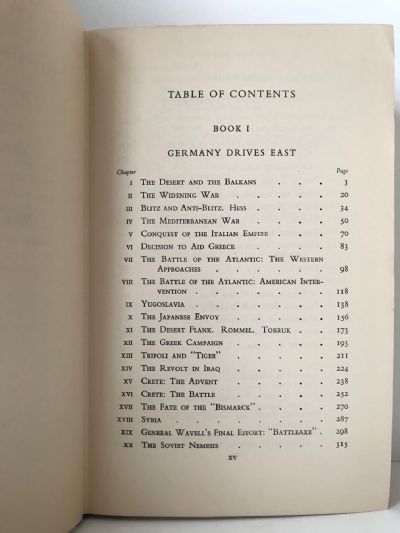 TABLE OF CONTENTS
BOOK I
GERMANY DRIVES EAST
Chapter Page
I The Desert and the Balkans . . . 3
II The Widening War . . . . . 20
III Blitz and Anti-Blitz. Hess . . . . 34
IV The Mediterranean War . . . . 50
V Conquest of the Italian Empire . . . 70
VI Decision to Aid Greece . . . . 83
VII The Battle of the Atlantic: The Western
Approaches . . . . . . 98
VIII The Battle of the Atlantic: American Inter-
vention . . . . . . . 118
IX Yugoslavia . . . . . . 138
X The Japanese Envoy . . . . . 156
XI The Desert Flank. Rommel. Tobruk . . 173
XII The Greek Campaign . . . . . 193
XIII Tripoli and "Tiger" . . . . . 211
XIV The Revolt in Iraq . . . . . 224
XV Crete: The Advent . . . . . 238
XVI Crete: The Battle . . . . . 252
XVII The Fate of the "Bismarck" . . . . 270
XVIII Syria . . . . . . . 287
XIX General Wavell's Final Effort: "Battleaxe" . 298
XX The Soviet Nemesis . . . . . 315
XV